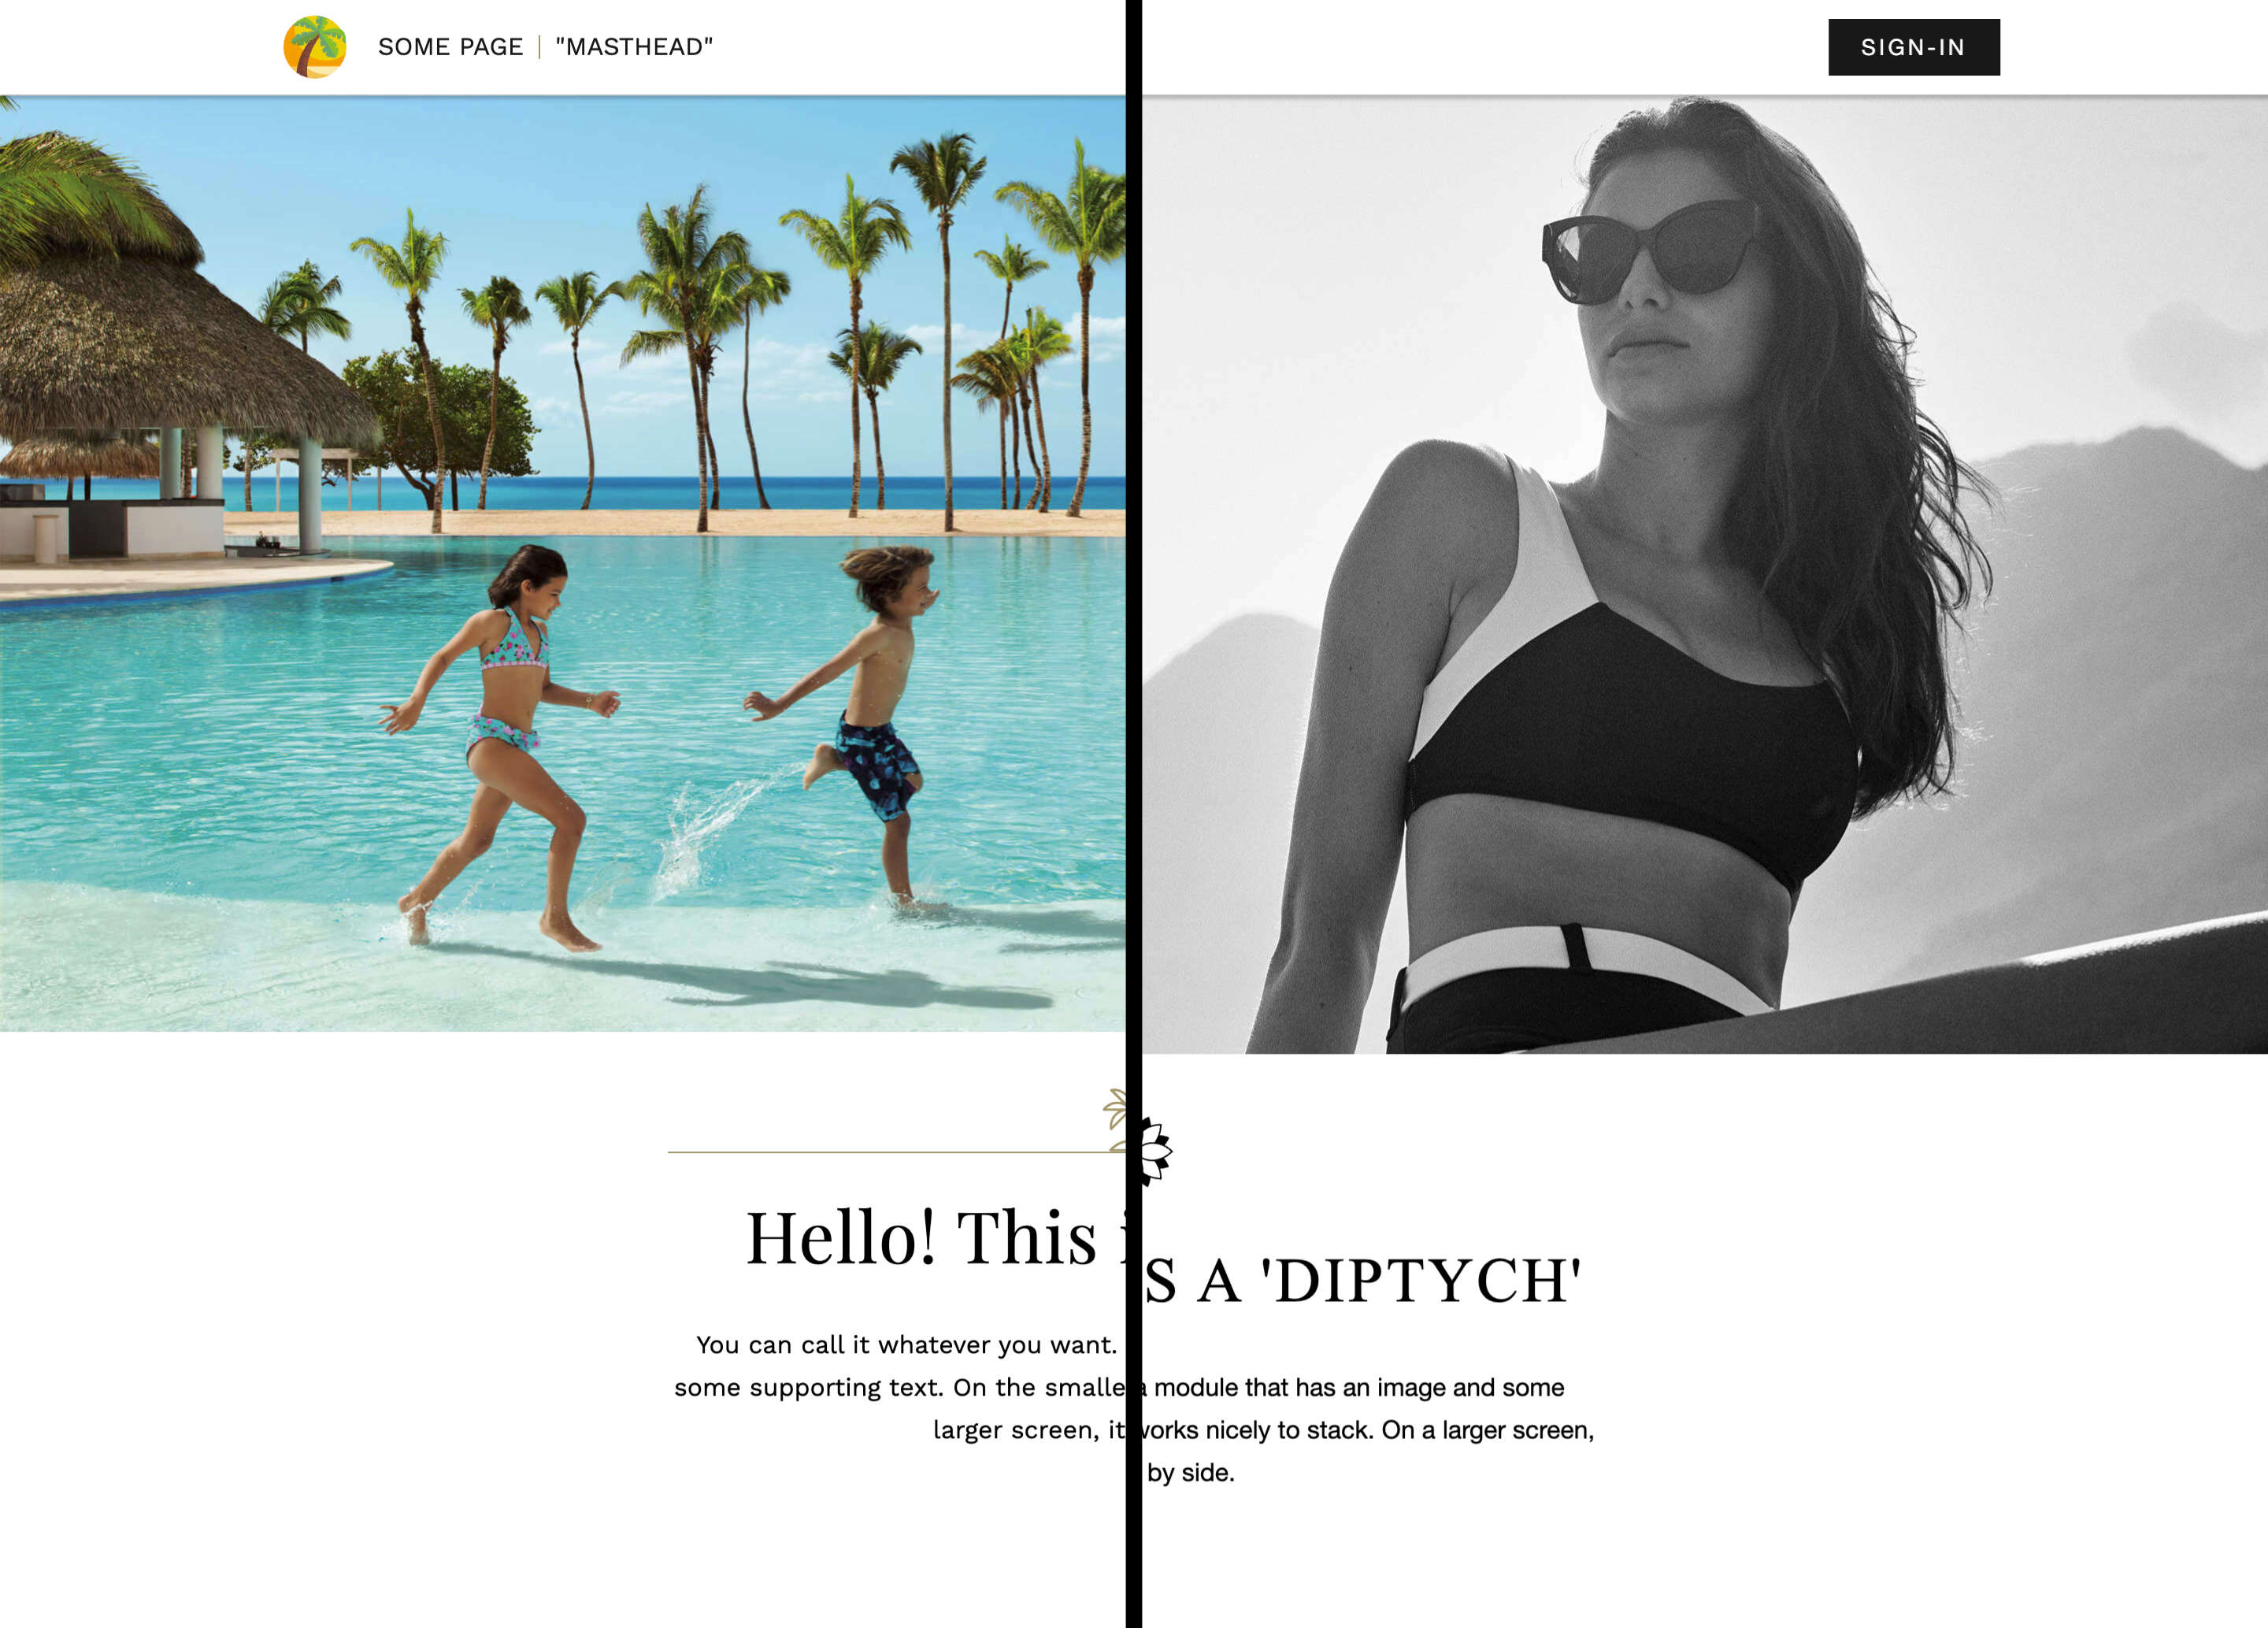 SOME PAGE | "MASTHEAD"
SIGN-IN
Hello! This
S A 'DIPTYCH'
You can call it whatever you want.
some supporting text. On the smalle
module that has an image and some
larger screen, it
works nicely to stack. On a larger screen,
by side.